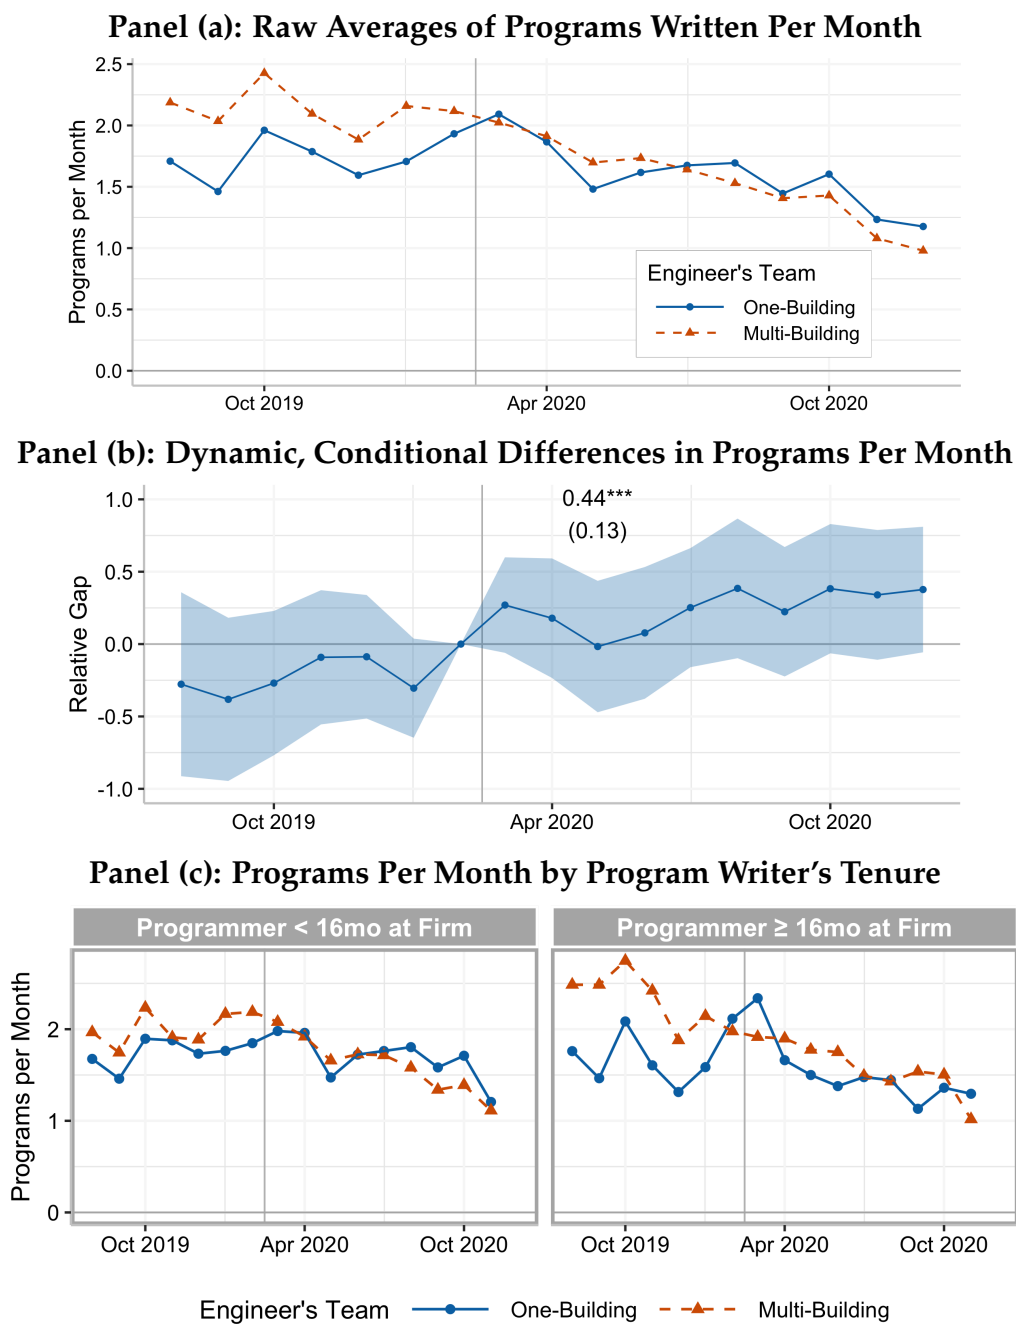 Panel (a): Raw Averages of Programs Written Per Month
2.5
2.0
1.5
1.0
0.5
0.0
Programs per Month
Engineer's Team
One-Building
Multi-Building
Oct 2019
Apr 2020
Oct 2020
Panel (b): Dynamic, Conditional Differences in Programs Per Month
1.0
0.5
0.0
-0.5
-1.0
Relative Gap
0.44***
(0.13)
Oct 2019
Apr 2020
Oct 2020
Panel (c): Programs Per Month by Program Writer's Tenure
Programmer < 16mo at Firm
Programmer ≥ 16mo at Firm
2
1
0
Programs per Month
Oct 2019
Apr 2020
Oct 2020
Oct 2019
Apr 2020
Oct 2020
Engineer's Team
One-Building
Multi-Building